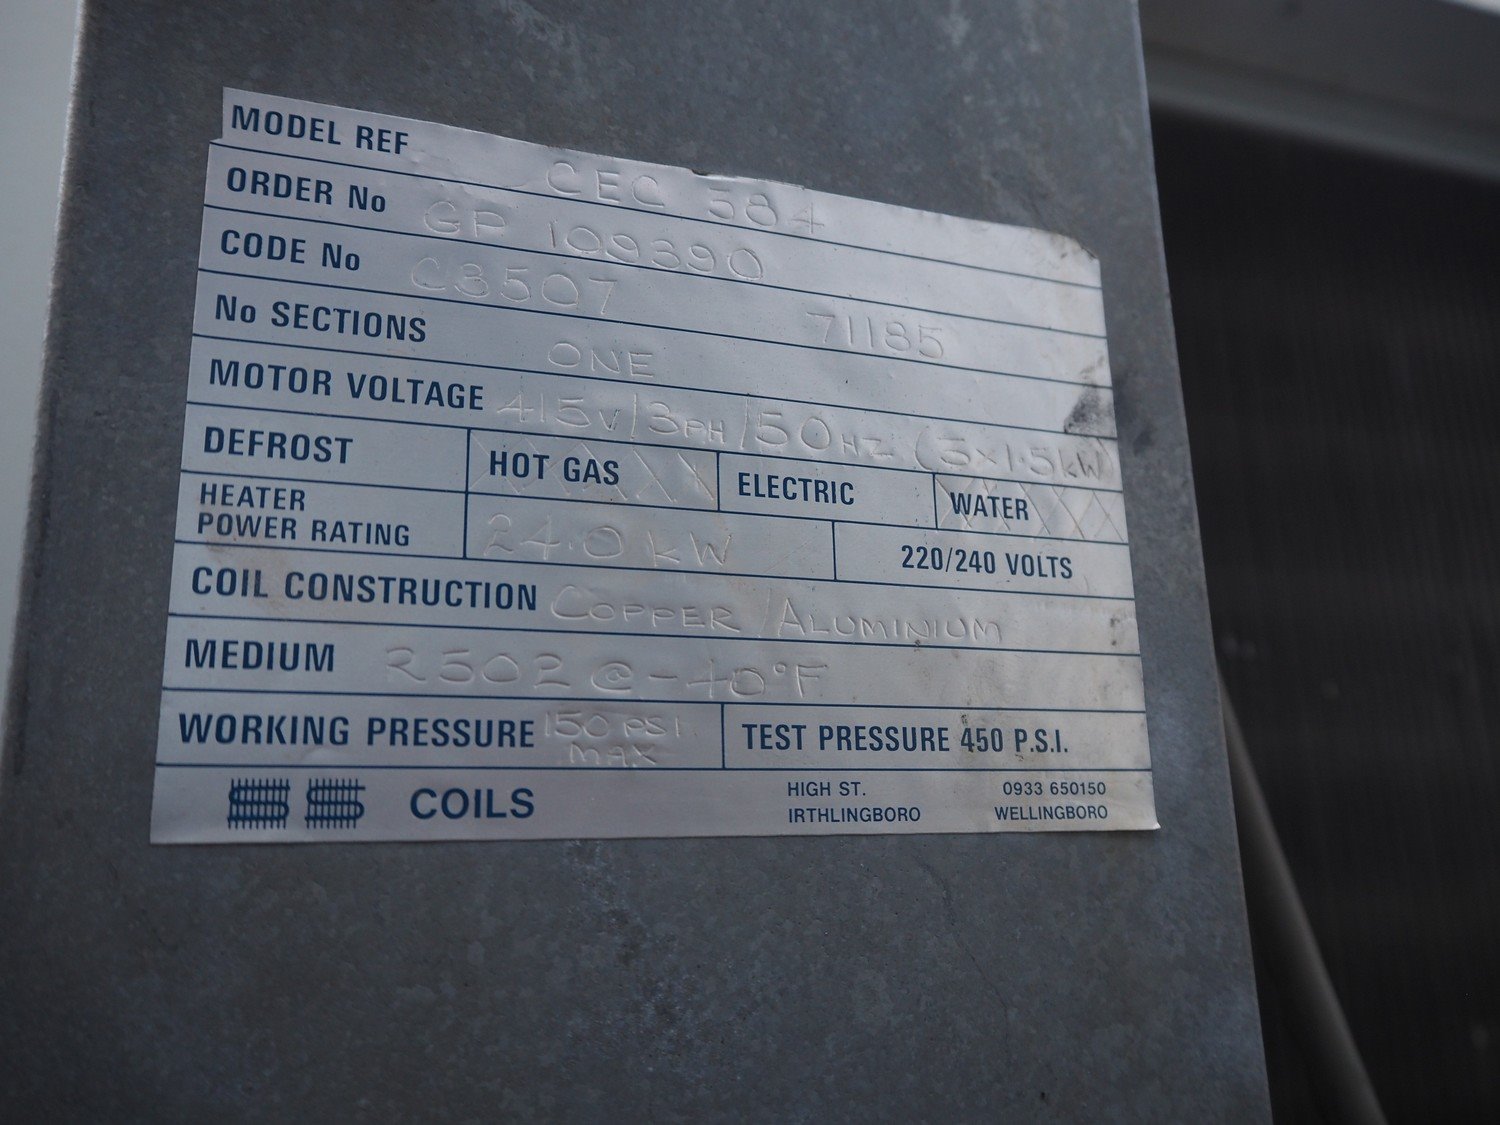 MODEL REF CEC 384
ORDER No GP 109390
CODE No C3507 71185
No SECTIONS ONE
MOTOR VOLTAGE 415V/3PH/50HZ (3x1.5kW)
DEFROST HOT GAS ELECTRIC WATER
HEATER
POWER RATING 24.0 kW 220/240 VOLTS
COIL CONSTRUCTION COPPER/ALUMINIUM
MEDIUM R502 @ -40°F
WORKING PRESSURE 150 PSI TEST PRESSURE 450 P.S.I.
MAX
COILS HIGH ST. 0933 650150
IRTHLINGBORO WELLINGBORO